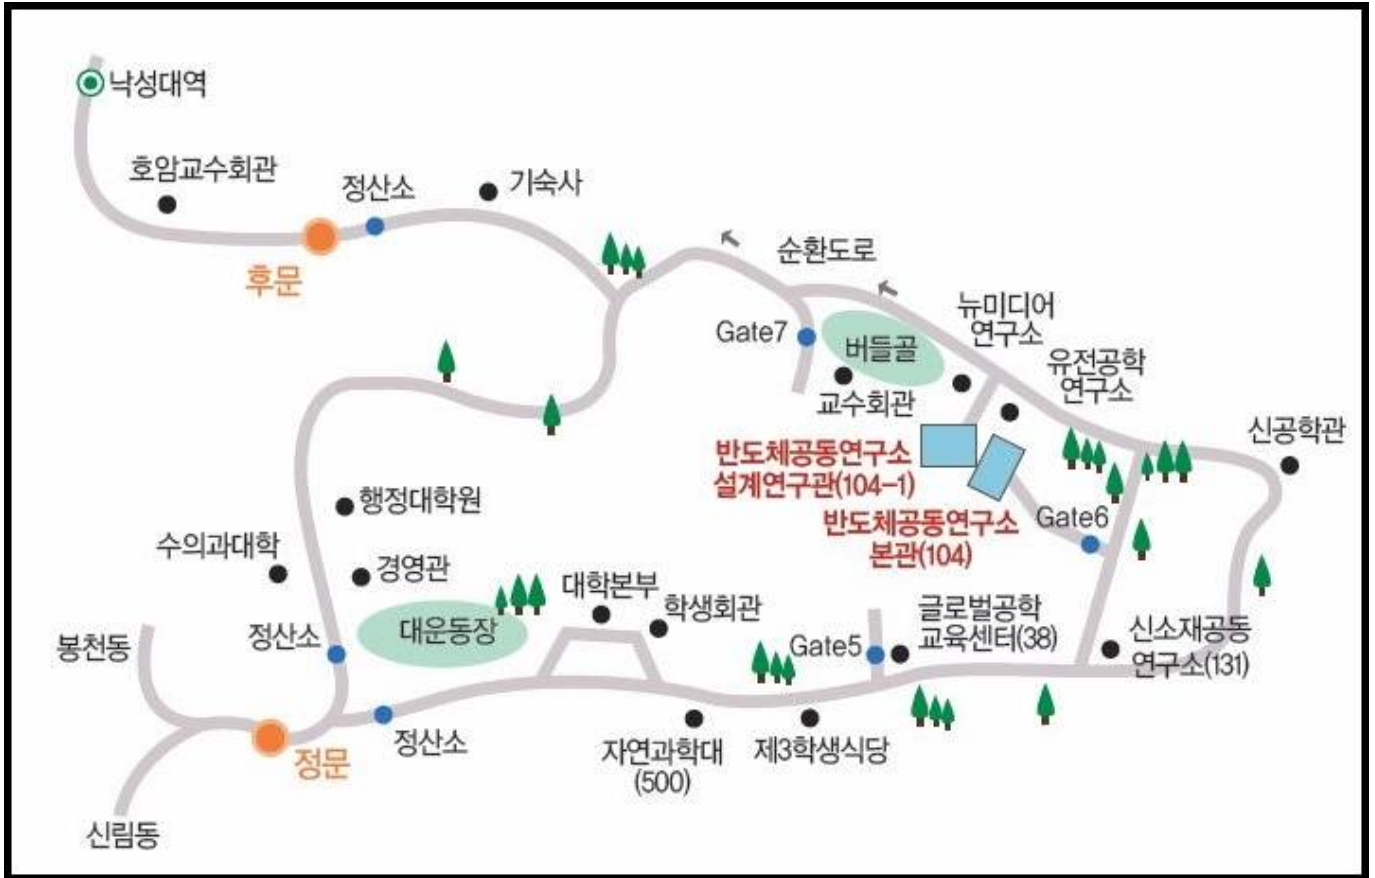 낙성대역
호암교수회관
정산소
기숙사
후문
순환도로
Gate7
버들골
뉴미디어
연구소
유전공학
연구소
교수회관
신공학관
반도체공동연구소
설계연구관(104-1)
반도체공동연구소
본관(104)
Gate6
행정대학원
수의과대학
경영관
대운동장
대학본부
학생회관
글로벌공학
교육센터(38)
신소재공동
연구소(131)
Gate5
봉천동
정산소
정산소
정문
자연과학대
(500)
제3학생식당
신림동